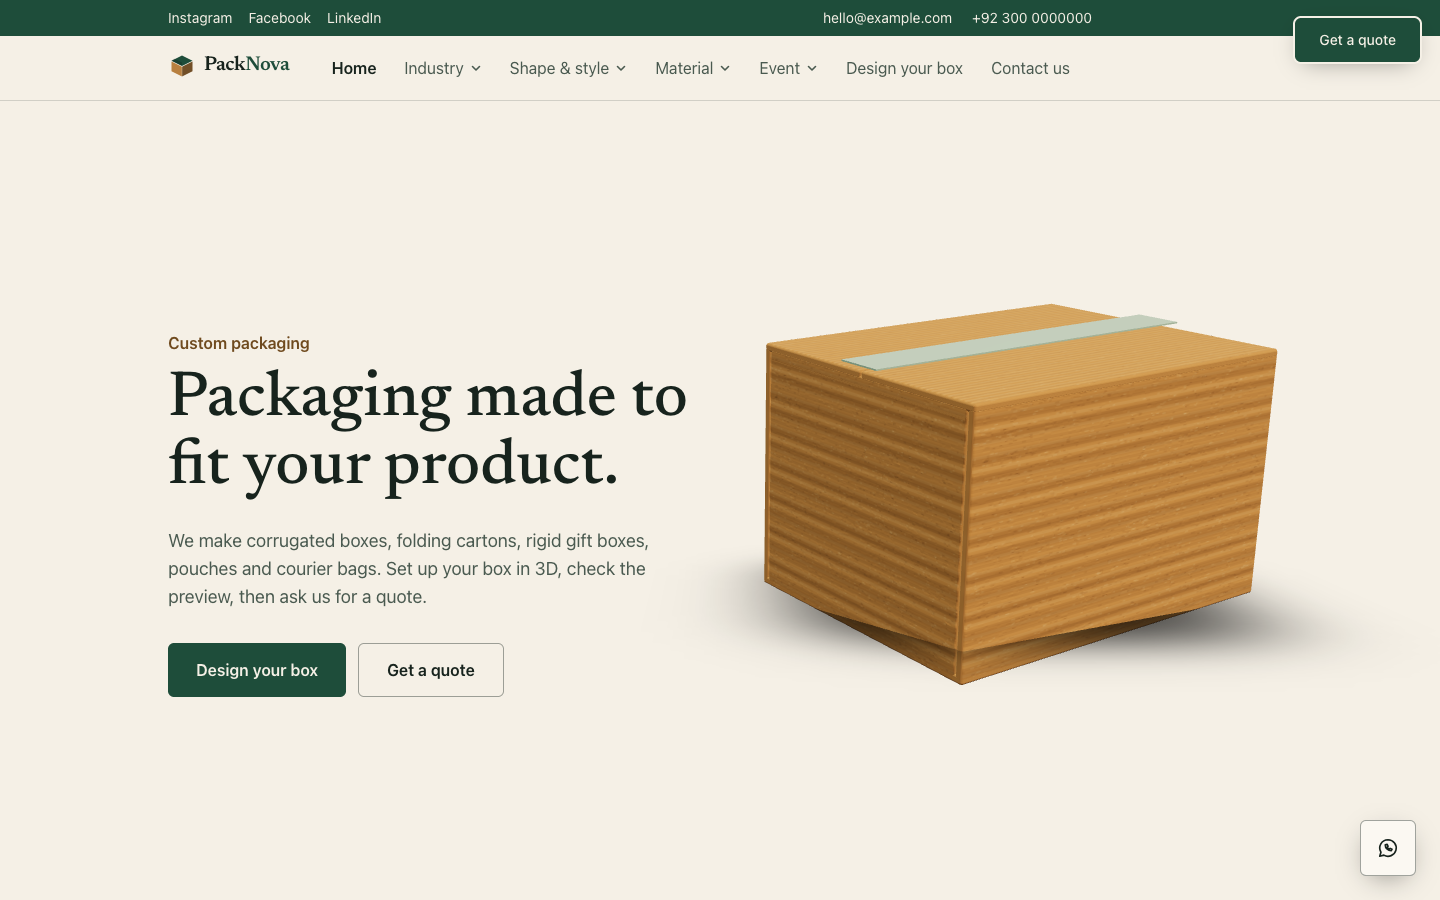 Instagram Facebook LinkedIn hello@example.com +92 300 0000000
Get a quote
PackNova Home Industry Shape & style Material Event Design your box Contact us
Custom packaging
Packaging made to
fit your product.
We make corrugated boxes, folding cartons, rigid gift boxes,
pouches and courier bags. Set up your box in 3D, check the
preview, then ask us for a quote.
Design your box Get a quote